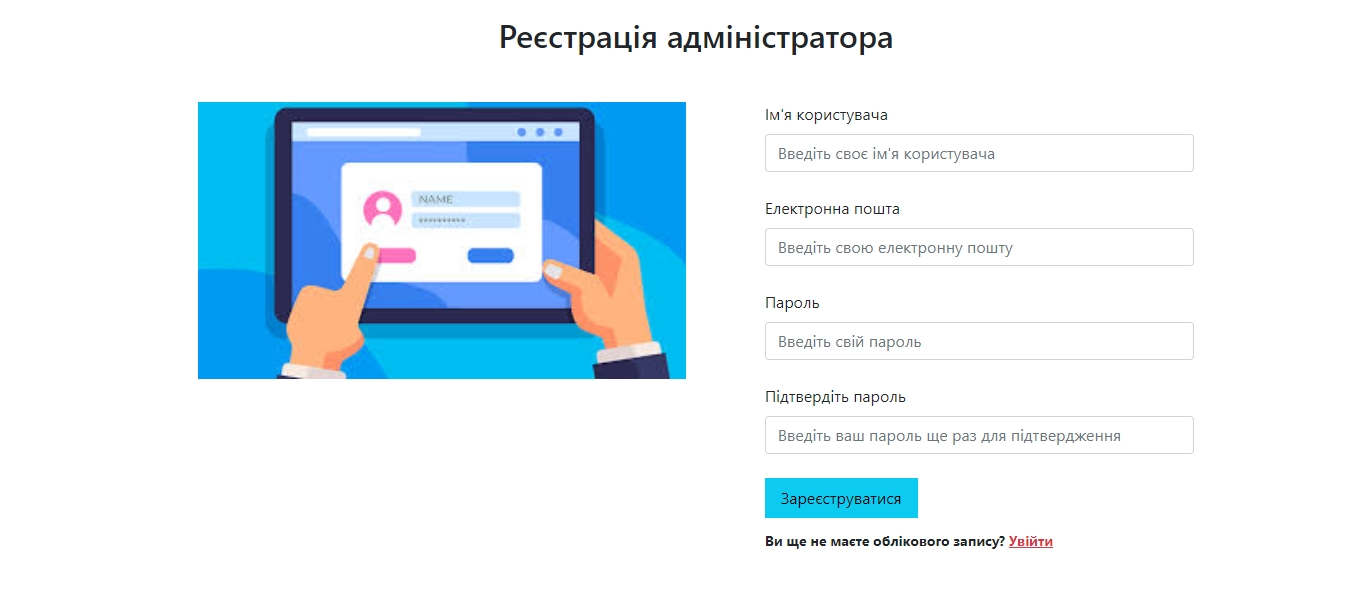 Реєстрація адміністратора
NAME
**********
Ім'я користувача
Введіть своє ім'я користувача
Електронна пошта
Введіть свою електронну пошту
Пароль
Введіть свій пароль
Підтвердіть пароль
Введіть ваш пароль ще раз для підтвердження
Зареєструватися
Ви ще не маєте облікового запису? Увійти